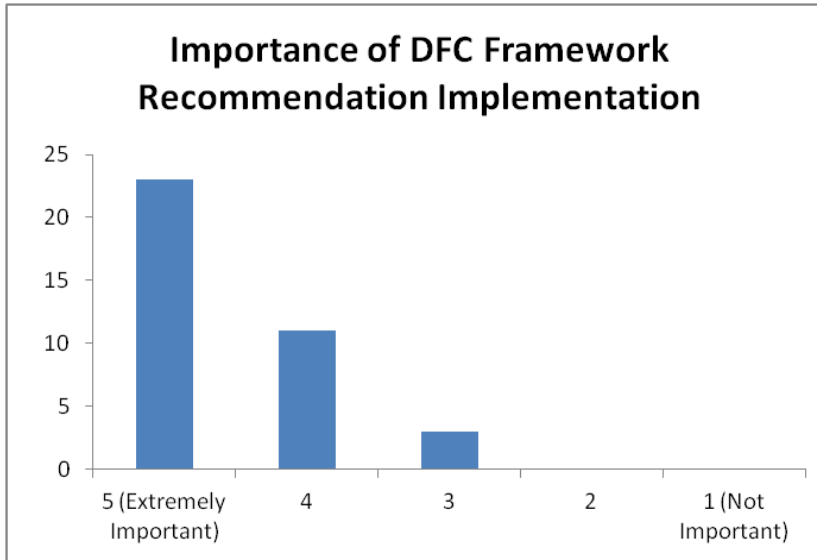 Importance of DFC Framework
Recommendation Implementation
25
20
15
10
5
0
5 (Extremely
Important)
4
3
2
1 (Not
Important)